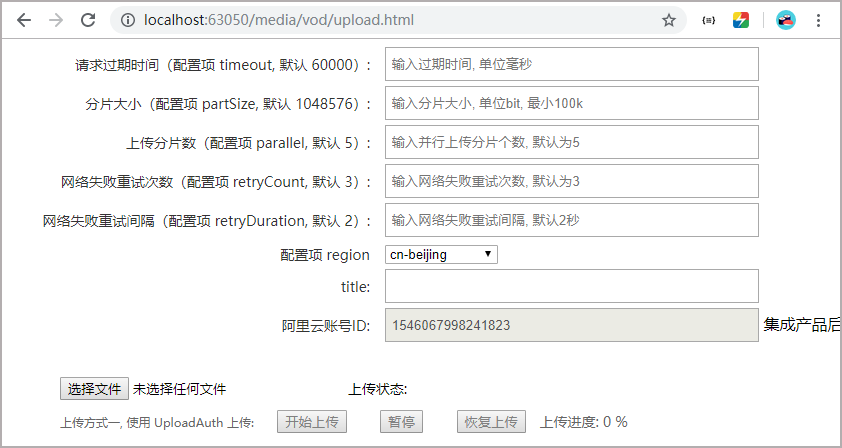 localhost:63050/media/vod/upload.html
请求过期时间（配置项 timeout, 默认 60000）: 输入过期时间, 单位毫秒
分片大小（配置项 partSize, 默认 1048576）: 输入分片大小, 单位bit, 最小100k
上传分片数（配置项 parallel, 默认 5）: 输入并行上传分片个数, 默认为5
网络失败重试次数（配置项 retryCount, 默认 3）: 输入网络失败重试次数, 默认为3
网络失败重试间隔（配置项 retryDuration, 默认 2）: 输入网络失败重试间隔, 默认2秒
配置项 region cn-beijing
title:
阿里云账号ID: 1546067998241823 集成产品后
选择文件 未选择任何文件 上传状态:
上传方式一, 使用 UploadAuth 上传: 开始上传 暂停 恢复上传 上传进度: 0 %